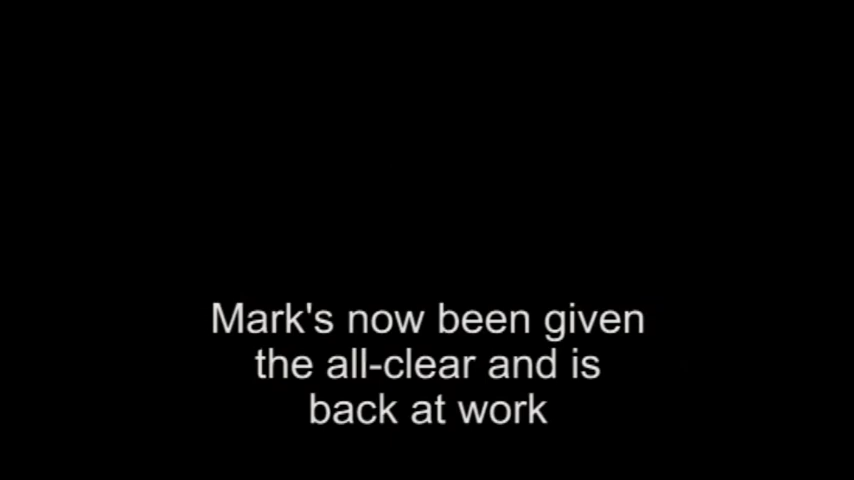 Mark's now been given
the all-clear and is
back at work